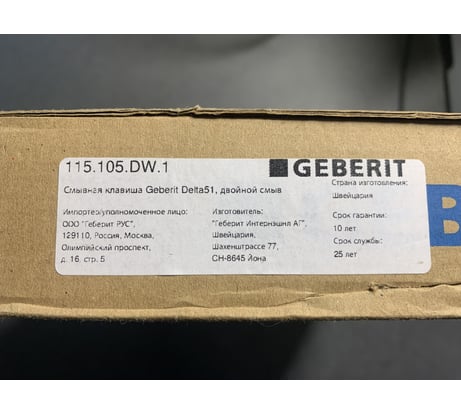 115.105.DW.1
GEBERIT
Смывная клавиша Geberit Delta51, двойной смыв
Импортер/уполномоченное лицо:
ООО "Геберит РУС",
129110, Россия, Москва,
Олимпийский проспект,
д. 16, стр. 5
Изготовитель:
"Геберит Интернэшнл АГ",
Швейцария,
Шахенштрассе 77,
CH-8645 Йона
Страна изготовления:
Швейцария
Срок гарантии:
10 лет
Срок службы:
25 лет
B